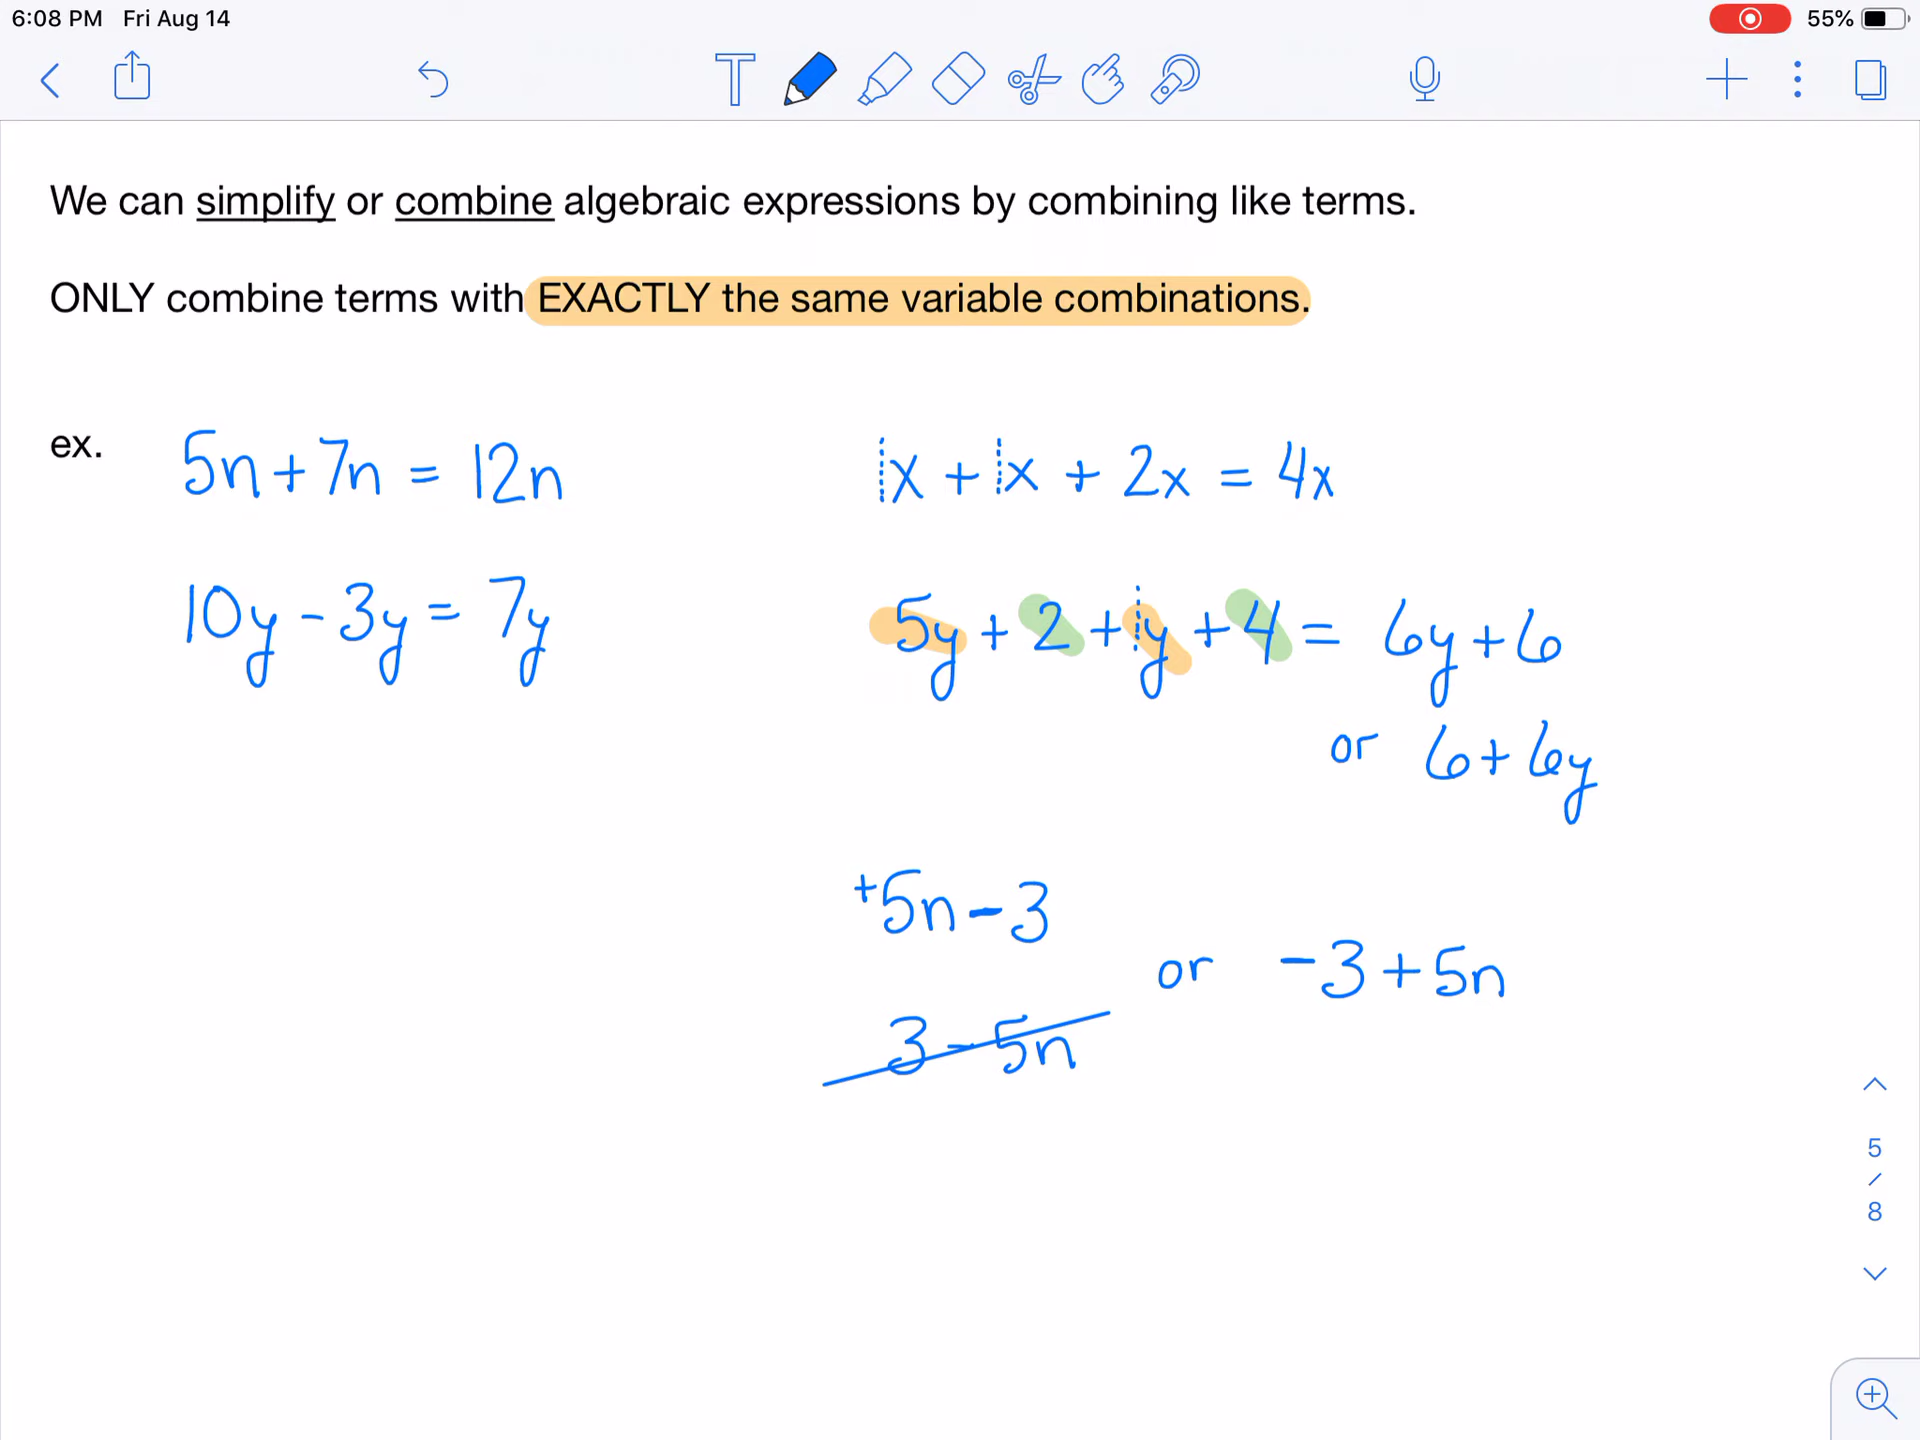 6:08 PM Fri Aug 14 55%
We can simplify or combine algebraic expressions by combining like terms.
ONLY combine terms with EXACTLY the same variable combinations.
ex. 5n + 7n = 12n
1x + 1x + 2x = 4x
10y - 3y = 7y
5y + 2 + 1y + 4 = 6y + 6
or 6 + 6y
+5n - 3
or -3 + 5n
3 - 5n
5
/
8